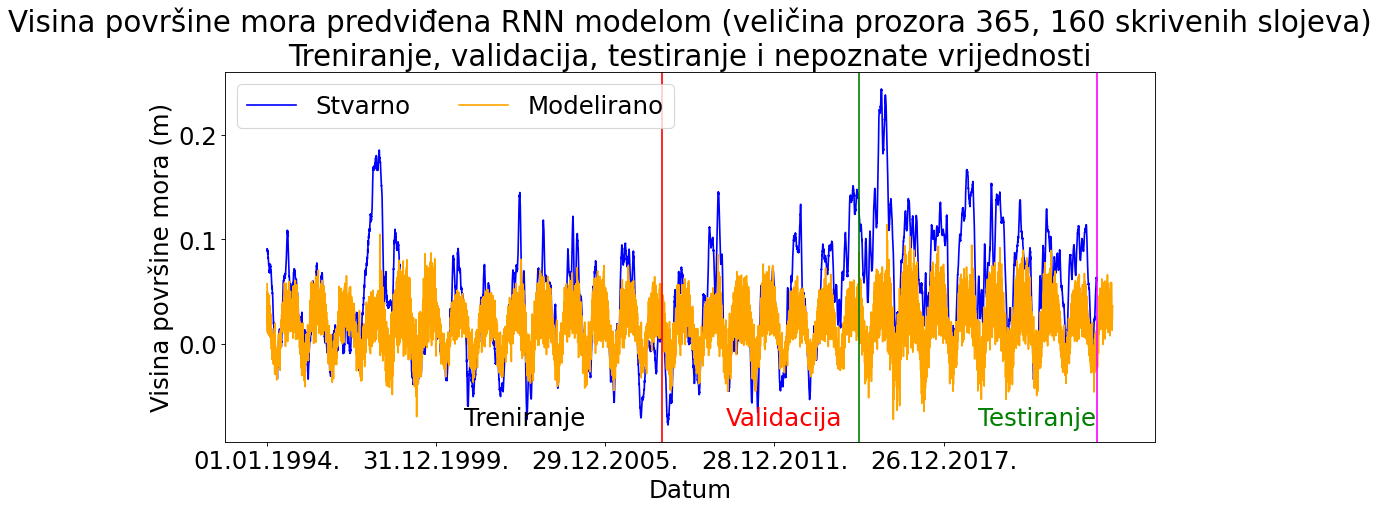 Visina površine mora predviđena RNN modelom (veličina prozora 365, 160 skrivenih slojeva)
Treniranje, validacija, testiranje i nepoznate vrijednosti
Stvarno
Modelirano
Visina površine mora (m)
0.2
0.1
0.0
Treniranje
Validacija
Testiranje
01.01.1994.
31.12.1999.
29.12.2005.
28.12.2011.
26.12.2017.
Datum